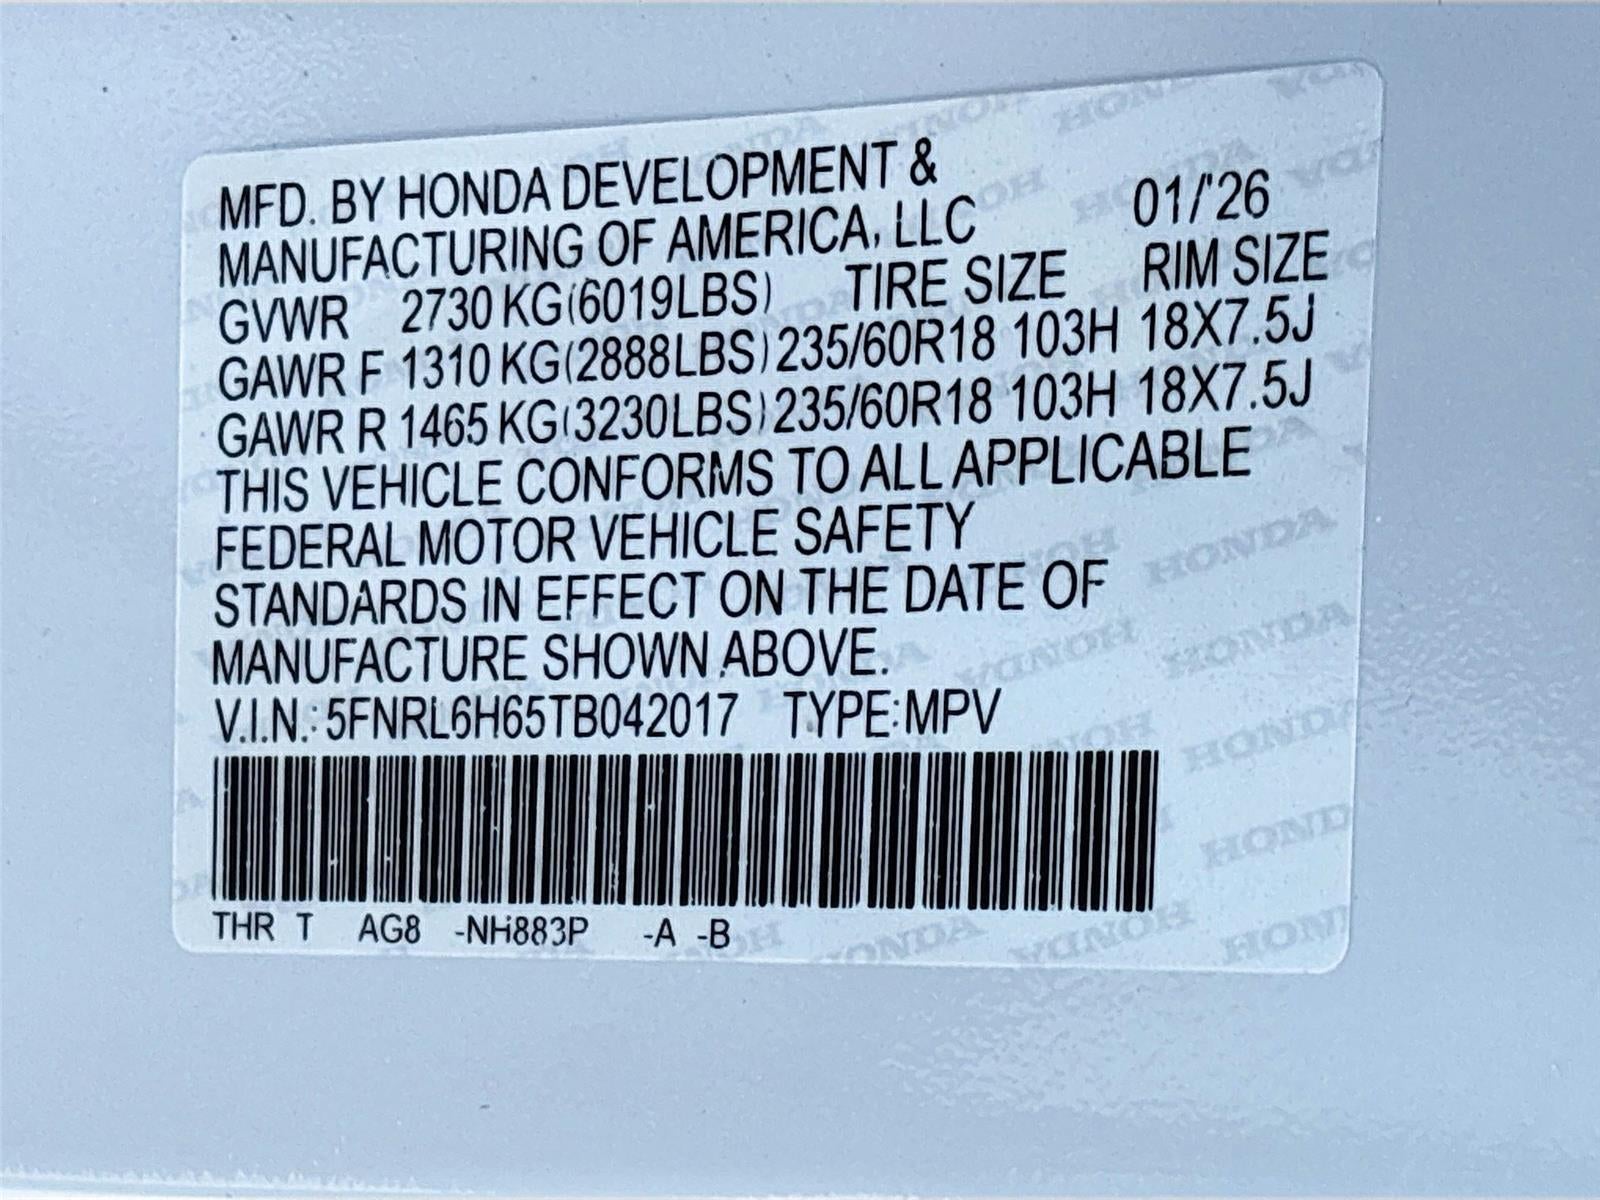 MFD. BY HONDA DEVELOPMENT &
MANUFACTURING OF AMERICA, LLC 01/'26
GVWR 2730 KG(6019LBS) TIRE SIZE RIM SIZE
GAWR F 1310 KG(2888LBS) 235/60R18 103H 18X7.5J
GAWR R 1465 KG(3230LBS) 235/60R18 103H 18X7.5J
THIS VEHICLE CONFORMS TO ALL APPLICABLE
FEDERAL MOTOR VEHICLE SAFETY
STANDARDS IN EFFECT ON THE DATE OF
MANUFACTURE SHOWN ABOVE.
V.I.N.: 5FNRL6H65TB042017 TYPE:MPV
THR T AG8 -NH883P -A -B